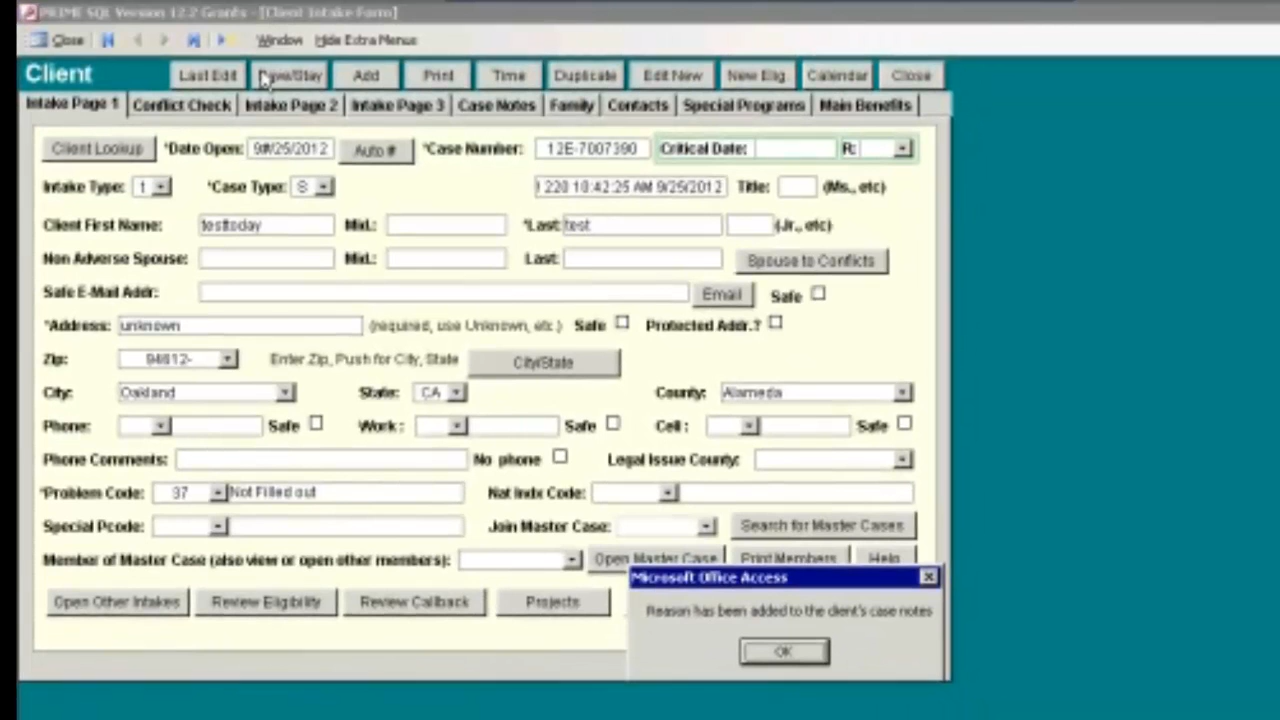 PRIME SQL Version 12.2 Grants - [Client Intake Form]
Close Window Hide Extra Menus
Client Last Edit Save/Stay Add Print Time Duplicate Edit New New Elig Calendar Close
Intake Page 1 Conflict Check Intake Page 2 Intake Page 3 Case Notes Family Contacts Special Programs Main Benefits
Client Lookup *Date Open: 9#/25/2012 Auto # *Case Number: 12E-7007390 Critical Date: R:
Intake Type: *Case Type: S 220 10:42:25 AM 9/25/2012 Title: (Ms., etc)
Client First Name: testtoday Mid.: *Last: test (Jr., etc)
Non Adverse Spouse: Mid.: Last: Spouse to Conflicts
Safe E-Mail Addr: Email Safe
*Address: unknown (required, use Unknown, etc.) Safe Protected Addr.?
Zip: 94612- Enter Zip, Push for City, State City/State
City: Oakland State: CA County: Alameda
Phone: Safe Work: Safe Cell: Safe
Phone Comments: No phone Legal Issue County:
*Problem Code: 37 Not Filled out Nat Indx Code:
Special Pcode: Join Master Case: Search for Master Cases
Member of Master Case (also view or open other members): Open Master Case Print Members Help
Open Other Intakes Review Eligibility Review Callback Projects
Microsoft Office Access
Reason has been added to the client's case notes
OK